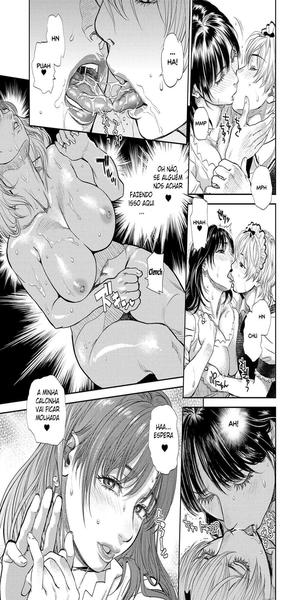 MMP
MPH
...
HA!
HN
PUAH
♥
OH NÃO,
SE ALGUÉM
NOS ACHAR
FAZENDO
ISSO AQUI
...
♥
HNAH
♥
Clench
HN
CHU
AH!
HAA...
ESPERA
♥
A MINHA
CALCINHA
VAI FICAR
MOLHADA
♥